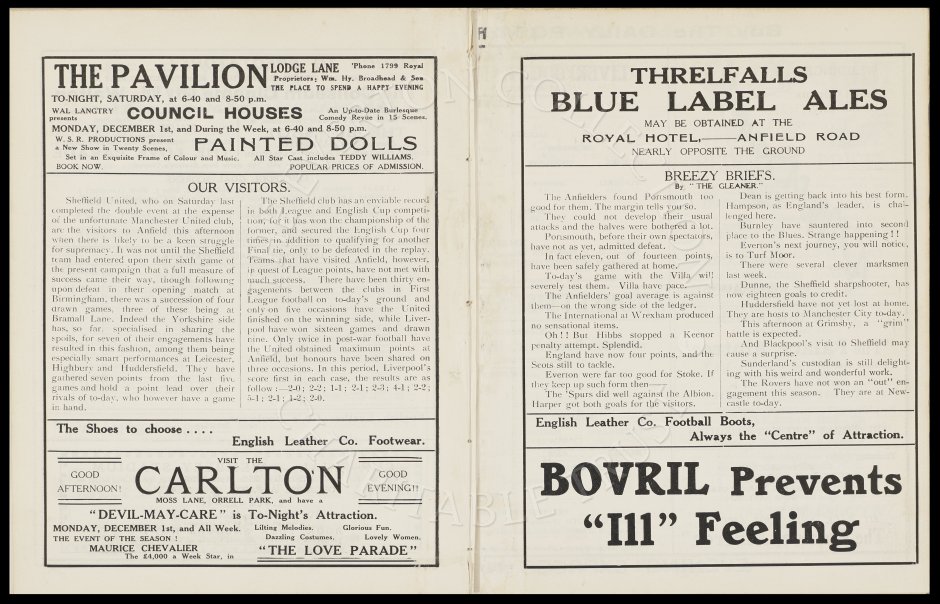 THE PAVILION LODGE LANE 'Phone 1799 Royal
Proprietors; Wm. Hy. Broadhead & Son
THE PLACE TO SPEND A HAPPY EVENING
TO-NIGHT, SATURDAY, at 6-40 and 8-50 p.m.
WAL LANGTRY presents COUNCIL HOUSES An Up-to-Date Burlesque Comedy Revue in 15 Scenes.
MONDAY, DECEMBER 1st, and During the Week, at 6-40 and 8-50 p.m.
W. S. R. PRODUCTIONS present a New Show in Twenty Scenes, PAINTED DOLLS
Set in an Exquisite Frame of Colour and Music. All Star Cast includes TEDDY WILLIAMS.
BOOK NOW. POPULAR PRICES OF ADMISSION.
OUR VISITORS.
Sheffield United, who on Saturday last
completed the double event at the expense
of the unfortunate Manchester United club,
are the visitors to Anfield this afternoon
when there is likely to be a keen struggle
for supremacy. It was not until the Sheffield
team had entered upon their sixth game of
the present campaign that a full measure of
success came their way, though following
upon defeat in their opening match at
Birmingham, there was a succession of four
drawn games, three of these being at
Bramall Lane. Indeed the Yorkshire side
has, so far, specialised in sharing the
spoils, for seven of their engagements have
resulted in this fashion, among them being
especially smart performances at Leicester,
Highbury and Huddersfield. They have
gathered seven points from the last five
games and hold a point lead over their
rivals of to-day, who however have a game
in hand.
The Sheffield club has an enviable record
in both League and English Cup competi-
tion, for it has won the championship of the
former, and secured the English Cup four
times in addition to qualifying for another
Final tie, only to be defeated in the replay.
Teams that have visited Anfield, however,
in quest of League points, have not met with
much success. There have been thirty en-
gagements between the clubs in First
League football on to-day's ground and
only on five occasions have the United
finished on the winning side, while Liver-
pool have won sixteen games and drawn
nine. Only twice in post-war football have
the United obtained maximum points at
Anfield, but honours have been shared on
three occasions. In this period, Liverpool's
score first in each case, the results are as
follow :—2-0; 2-2; 1-1; 2-1; 2-3; 4-1; 2-2;
5-1; 2-1; 1-2; 2-0.
The Shoes to choose . . . .
English Leather Co. Footwear.
GOOD AFTERNOON!
VISIT THE
CARLTON
MOSS LANE, ORRELL PARK, and have a
GOOD EVENING!!
"DEVIL-MAY-CARE" is To-Night's Attraction.
MONDAY, DECEMBER 1st, and All Week. Lilting Melodies. Glorious Fun.
THE EVENT OF THE SEASON ! Dazzling Costumes. Lovely Women.
MAURICE CHEVALIER
The £4,000 a Week Star, in "THE LOVE PARADE"
THRELFALLS
BLUE LABEL ALES
MAY BE OBTAINED AT THE
ROYAL HOTEL,——ANFIELD ROAD
NEARLY OPPOSITE THE GROUND
BREEZY BRIEFS.
By "THE GLEANER."
The Anfielders found Portsmouth too
good for them. The margin tells you so.
They could not develop their usual
attacks and the halves were bothered a lot.
Portsmouth, before their own spectators,
have not as yet, admitted defeat.
In fact eleven, out of fourteen points,
have been safely gathered at home.
To-day's game with the Villa will
severely test them. Villa have pace.
The Anfielders' goal average is against
them—on the wrong side of the ledger.
The International at Wrexham produced
no sensational items.
Oh!! But Hibbs stopped a Keenor
penalty attempt. Splendid.
England have now four points, and the
Scots still to tackle.
Everton were far too good for Stoke. If
they keep up such form then——
The 'Spurs did well against the Albion.
Harper got both goals for the visitors.
Dean is getting back into his best form.
Hampson, as England's leader, is chal-
lenged here.
Burnley have sauntered into second
place to the Blues. Strange happening!!
Everton's next journey, you will notice,
is to Turf Moor.
There were several clever marksmen
last week.
Dunne, the Sheffield sharpshooter, has
now eighteen goals to credit.
Huddersfield have not yet lost at home.
They are hosts to Manchester City to-day.
This afternoon at Grimsby, a "grim"
battle is expected.
And Blackpool's visit to Sheffield may
cause a surprise.
Sunderland's custodian is still delight-
ing with his weird and wonderful work.
The Rovers have not won an "out" en-
gagement this season. They are at New-
castle to-day.
English Leather Co. Football Boots,
Always the "Centre" of Attraction.
BOVRIL Prevents
"Ill" Feeling